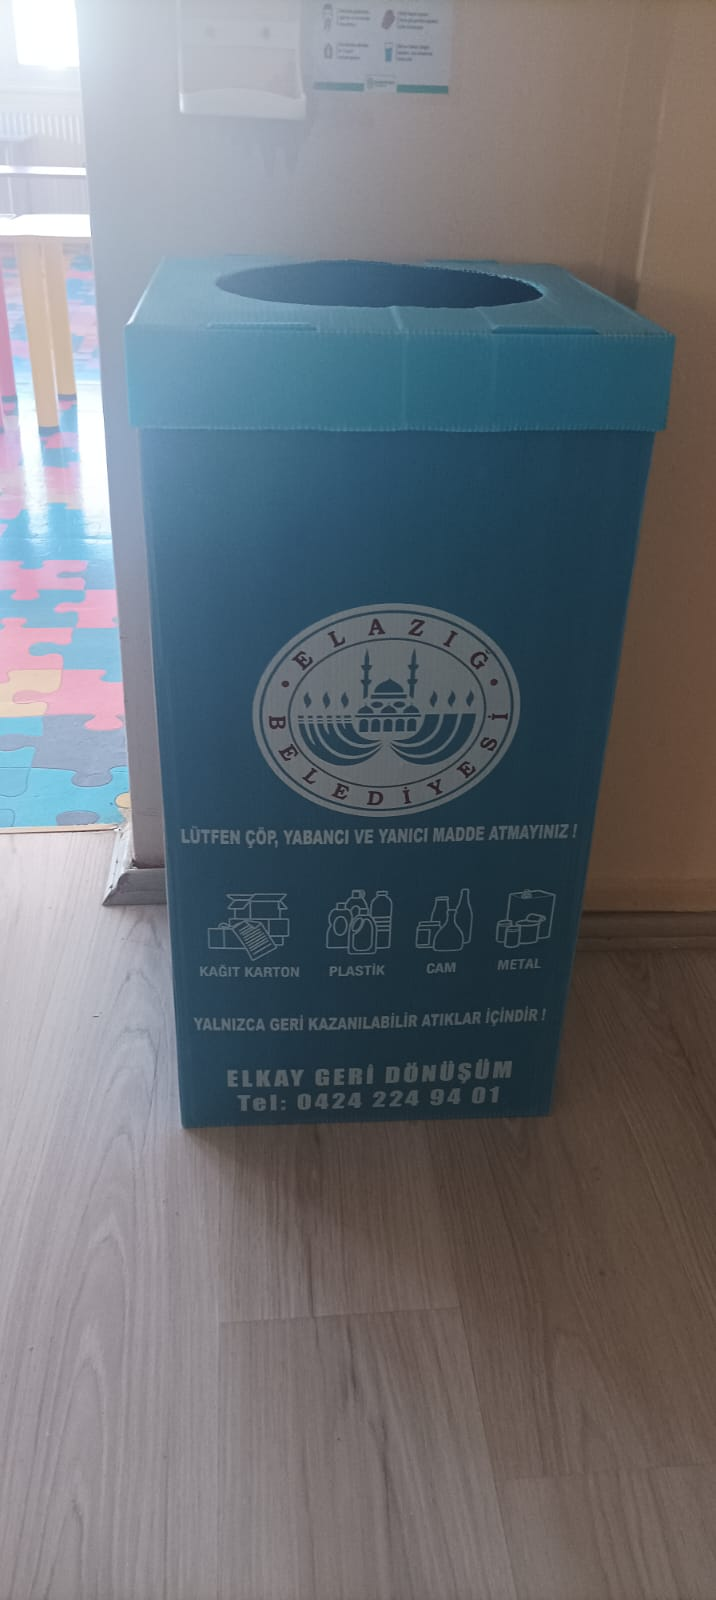 ELAZIĞ
BELEDİYESİ
LÜTFEN ÇÖP, YABANCI VE YANICI MADDE ATMAYINIZ !
KAĞIT KARTON PLASTİK CAM METAL
YALNIZCA GERİ KAZANILABİLİR ATIKLAR İÇİNDİR !
ELKAY GERİ DÖNÜŞÜM
Tel: 0424 224 94 01